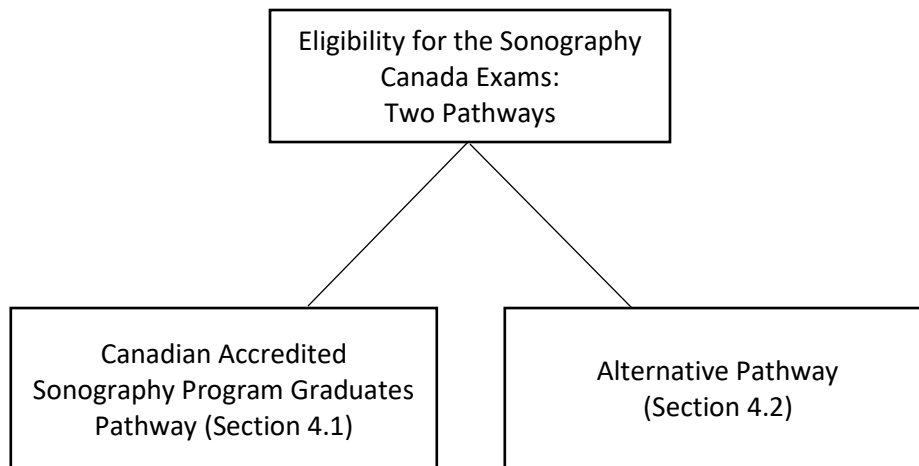 Eligibility for the Sonography
Canada Exams:
Two Pathways
Canadian Accredited
Sonography Program Graduates
Pathway (Section 4.1)
Alternative Pathway
(Section 4.2)